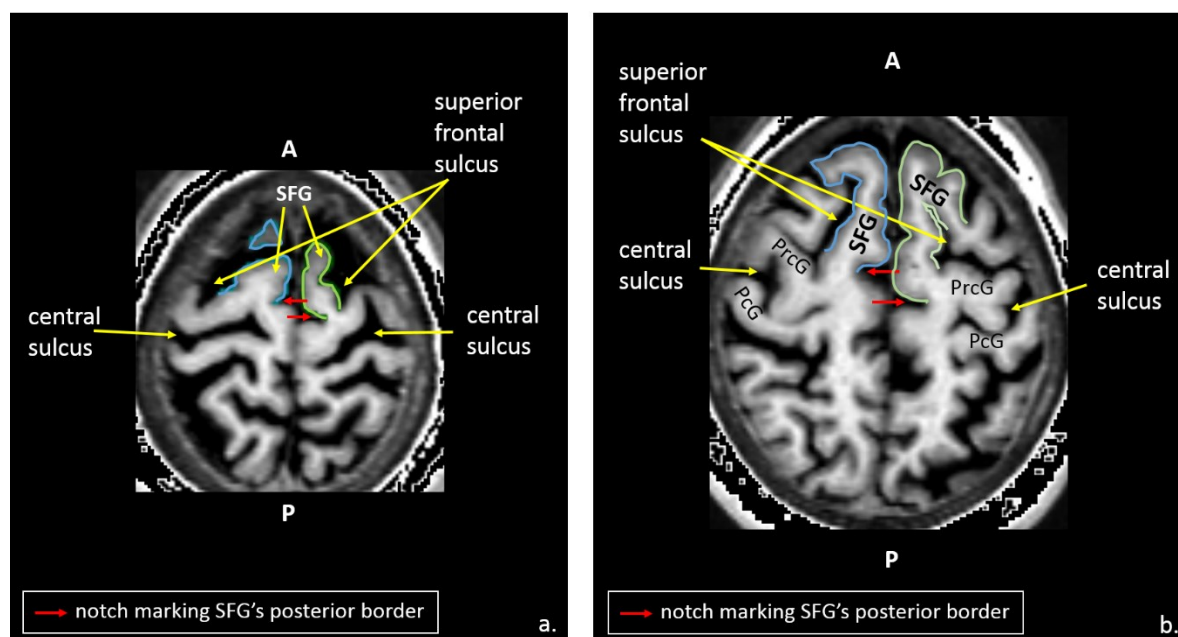 superior
frontal
sulcus
A
SFG
central
sulcus
central
sulcus
P
notch marking SFG's posterior border
a.
A
superior
frontal
sulcus
SFG
SFG
central
sulcus
PrcG
PrcG
central
sulcus
PcG
PcG
P
notch marking SFG's posterior border
b.